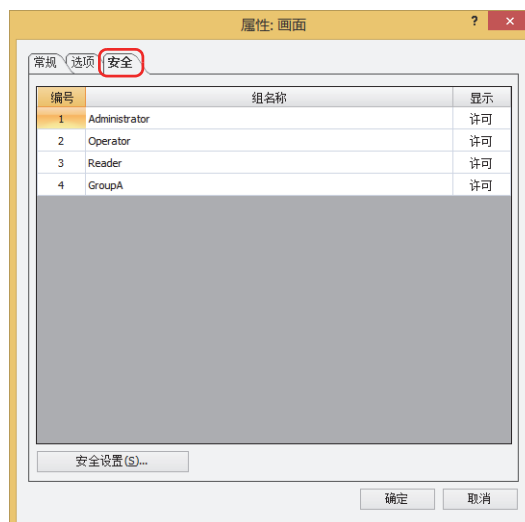 属性: 画面 ? ×
常规 选项 安全
编号 组名称 显示
1 Administrator 许可
2 Operator 许可
3 Reader 许可
4 GroupA 许可
安全设置(S)...
确定 取消